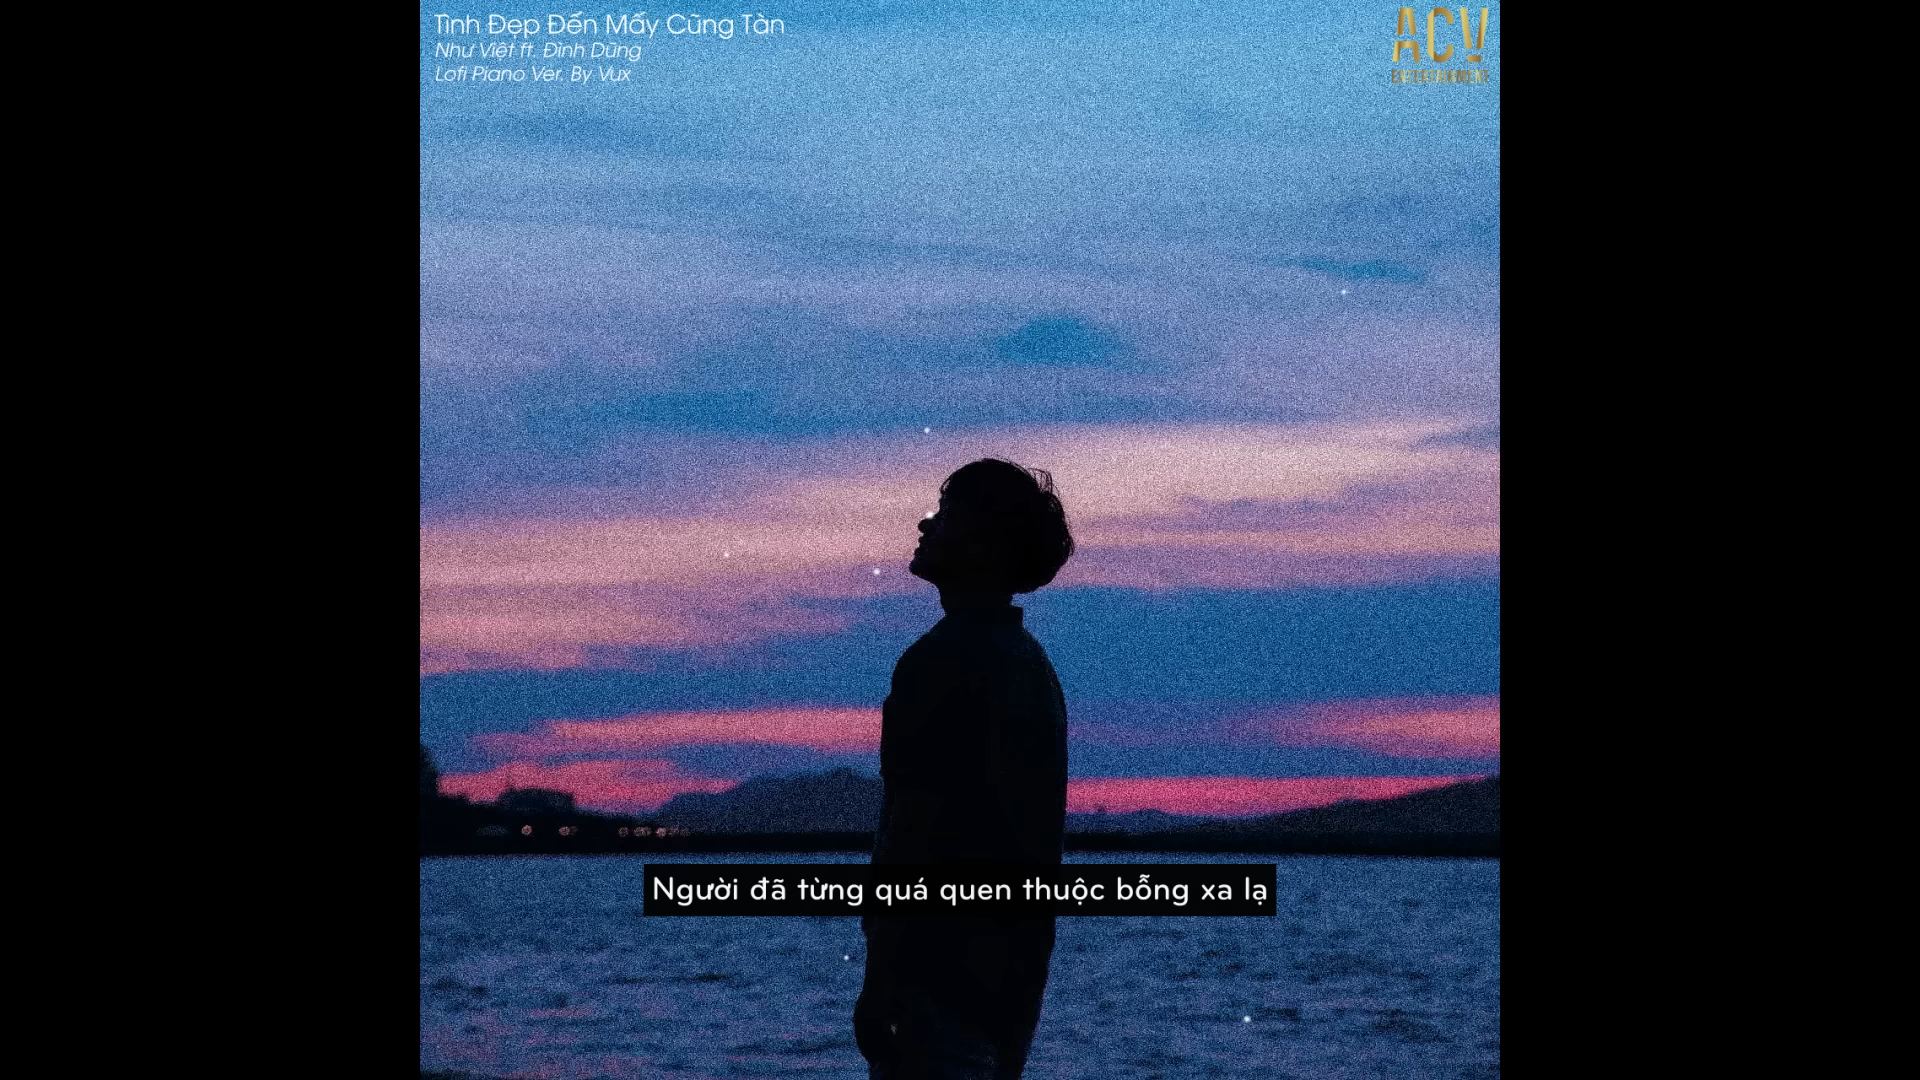 Tình Đẹp Đến Mấy Cũng Tàn
Như Việt ft. Đình Dũng
Lofi Piano Ver. By Vux
ACV
ENTERTAINMENT
Người đã từng quá quen thuộc bỗng xa lạ